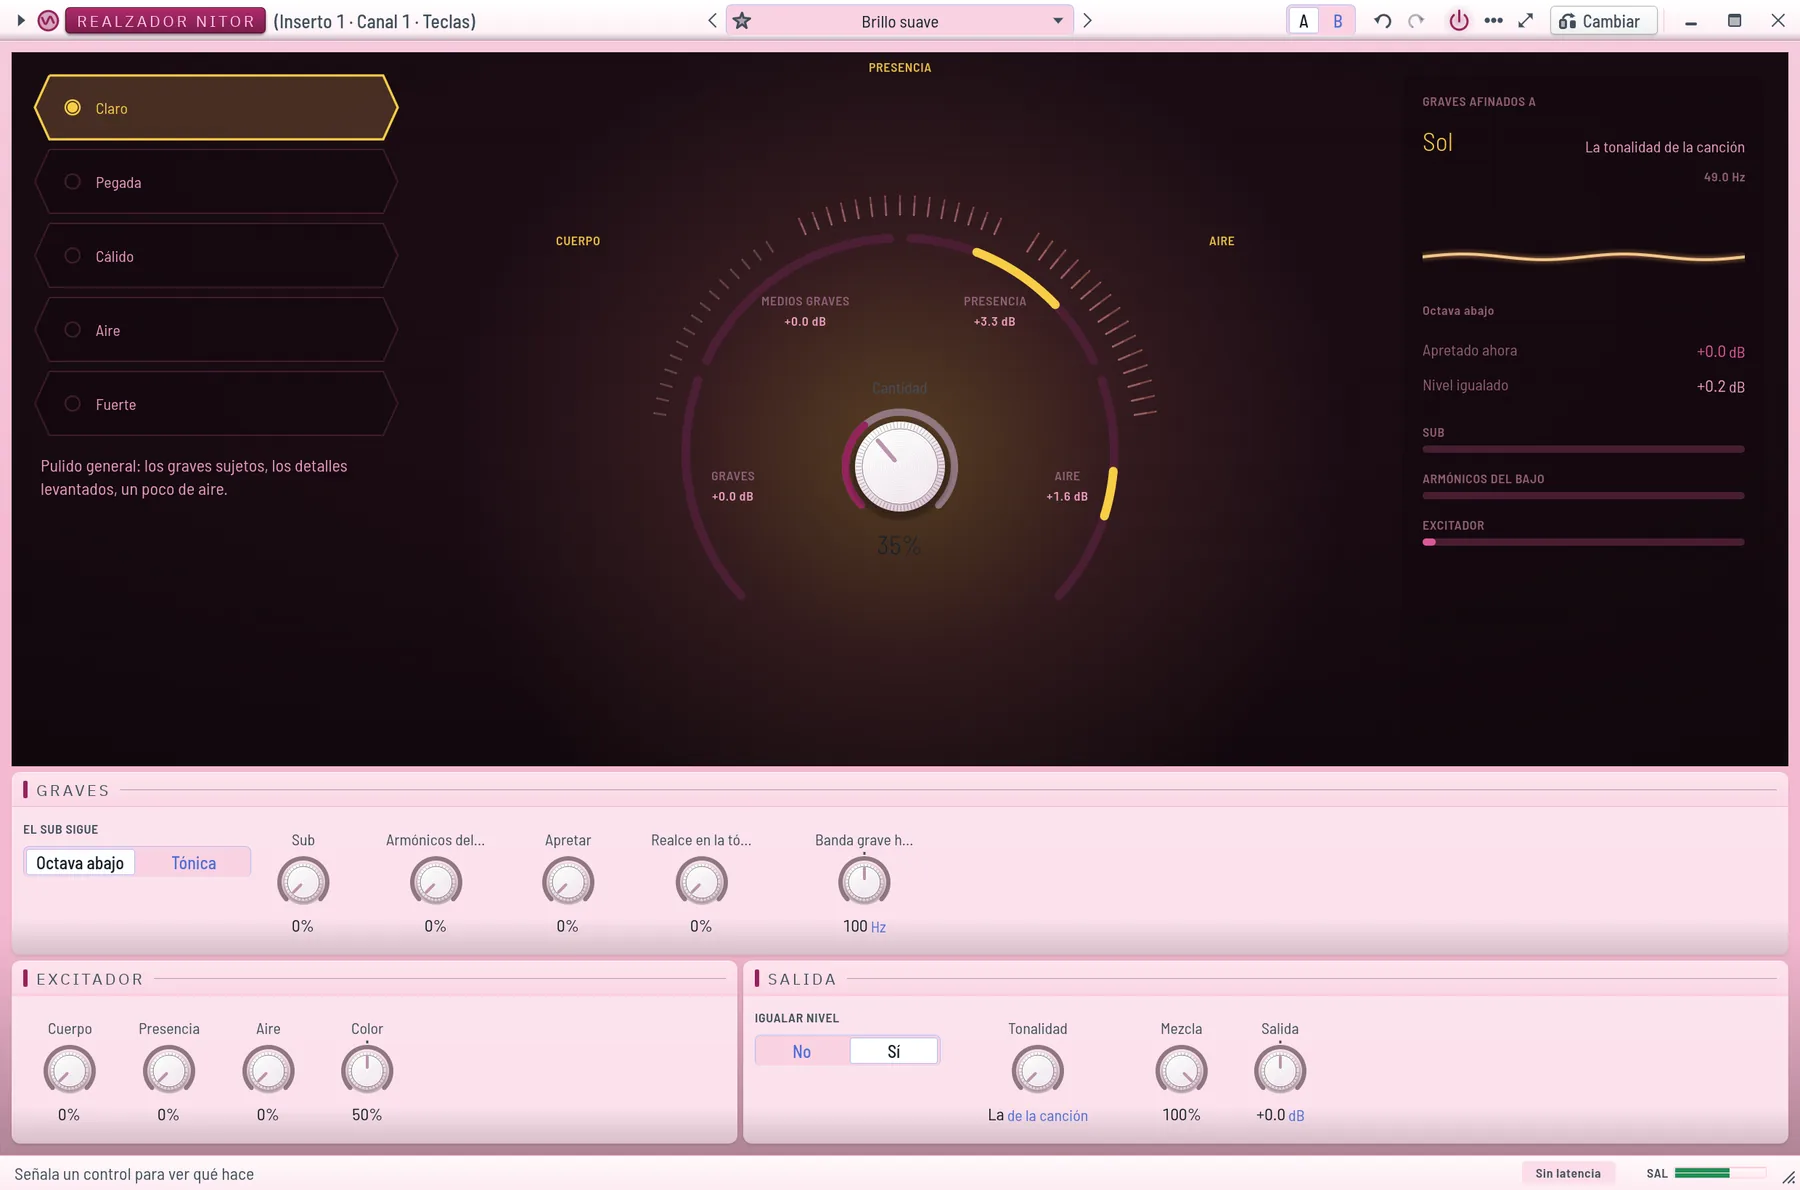 REALZADOR NITOR (Inserto 1 · Canal 1 · Teclas)
Brillo suave
A B
Cambiar
Claro
Pegada
Cálido
Aire
Fuerte
Pulido general: los graves sujetos, los detalles
levantados, un poco de aire.
PRESENCIA
CUERPO
AIRE
MEDIOS GRAVES
+0.0 dB
PRESENCIA
+3.3 dB
Cantidad
GRAVES
+0.0 dB
AIRE
+1.6 dB
35%
GRAVES AFINADOS A
Sol
La tonalidad de la canción
49.0 Hz
Octava abajo
Apretado ahora +0.0 dB
Nivel igualado +0.2 dB
SUB
ARMÓNICOS DEL BAJO
EXCITADOR
GRAVES
EL SUB SIGUE
Octava abajo Tónica
Sub
0%
Armónicos del...
0%
Apretar
0%
Realce en la tó...
0%
Banda grave h...
100 Hz
EXCITADOR
Cuerpo
0%
Presencia
0%
Aire
0%
Color
50%
SALIDA
IGUALAR NIVEL
No Sí
Tonalidad
La de la canción
Mezcla
100%
Salida
+0.0 dB
Señala un control para ver qué hace
Sin latencia
SAL